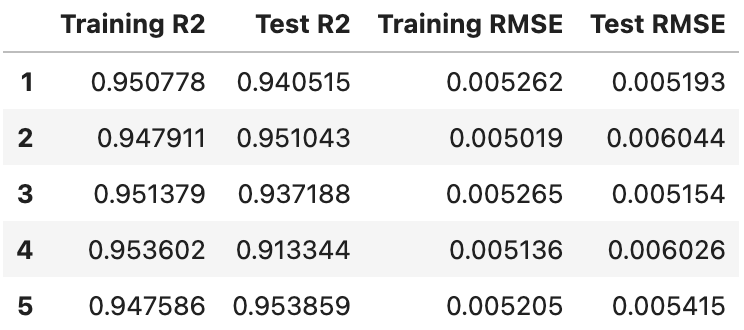 Training R2 Test R2 Training RMSE Test RMSE
1 0.950778 0.940515 0.005262 0.005193
2 0.947911 0.951043 0.005019 0.006044
3 0.951379 0.937188 0.005265 0.005154
4 0.953602 0.913344 0.005136 0.006026
5 0.947586 0.953859 0.005205 0.005415